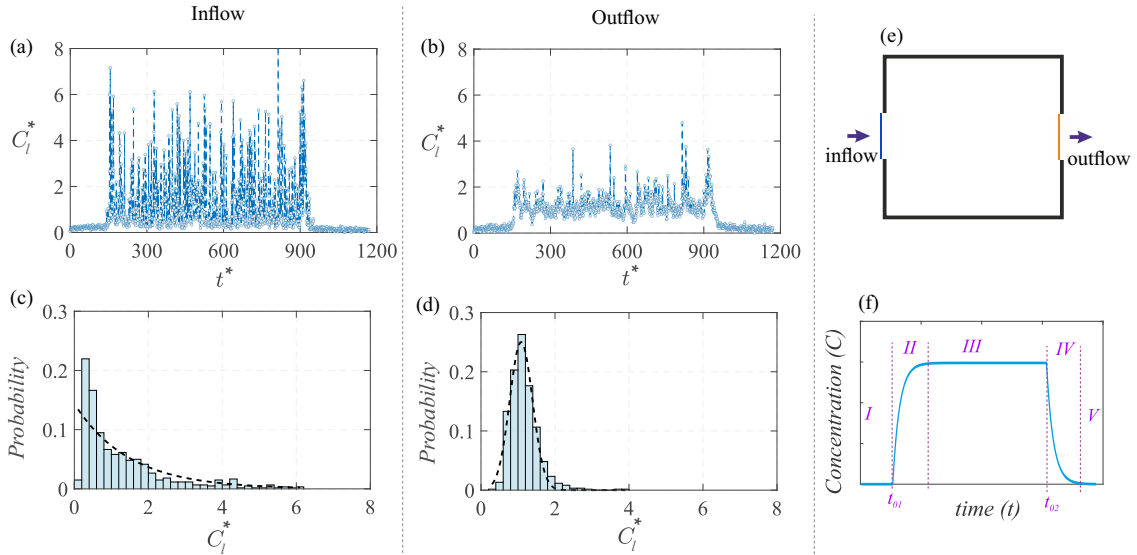 Inflow
Outflow
(a)
8
6
4
2
0
C_l^*
0 300 600 900 1200
t^*
(b)
8
6
4
2
0
C_l^*
0 300 600 900 1200
t^*
(e)
inflow
outflow
(c)
0.3
0.2
0.1
0
Probability
0 2 4 6 8
C_l^*
(d)
0.3
0.2
0.1
0
Probability
0 2 4 6 8
C_l^*
(f)
Concentration (C)
I II III IV V
t_01 time (t) t_02